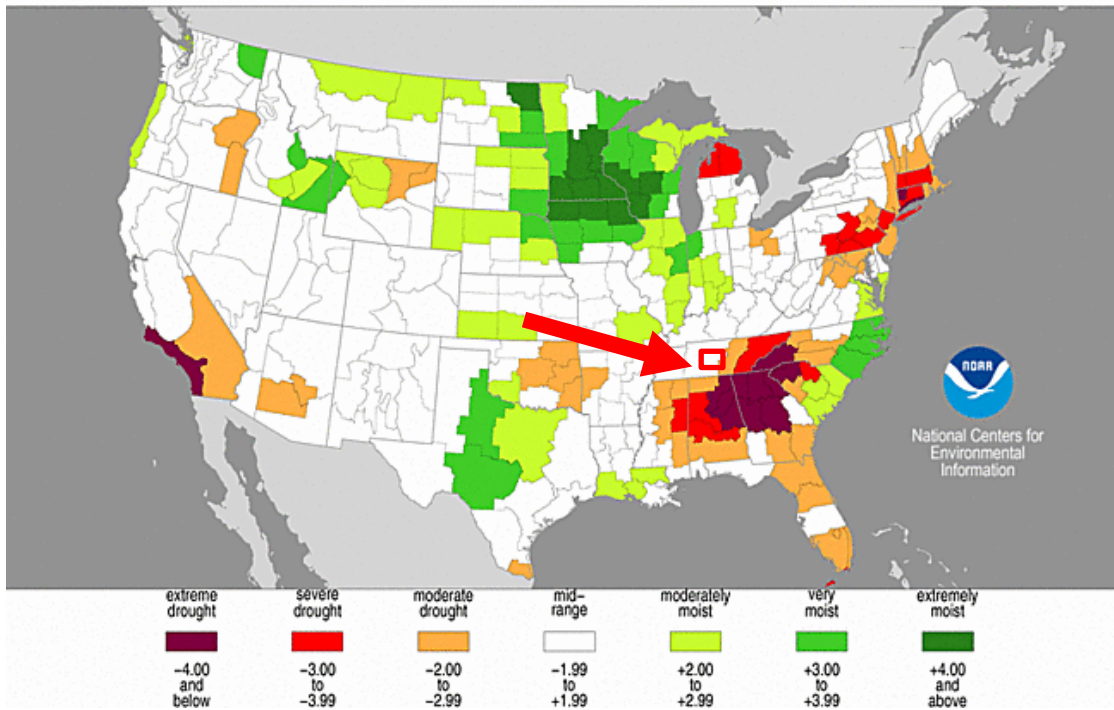 NOAA
National Centers for
Environmental
Information
extreme drought
severe drought
moderate drought
mid-range
moderately moist
very moist
extremely moist
-4.00 and below
-3.00 to -3.99
-2.00 to -2.99
-1.99 to +1.99
+2.00 to +2.99
+3.00 to +3.99
+4.00 and above